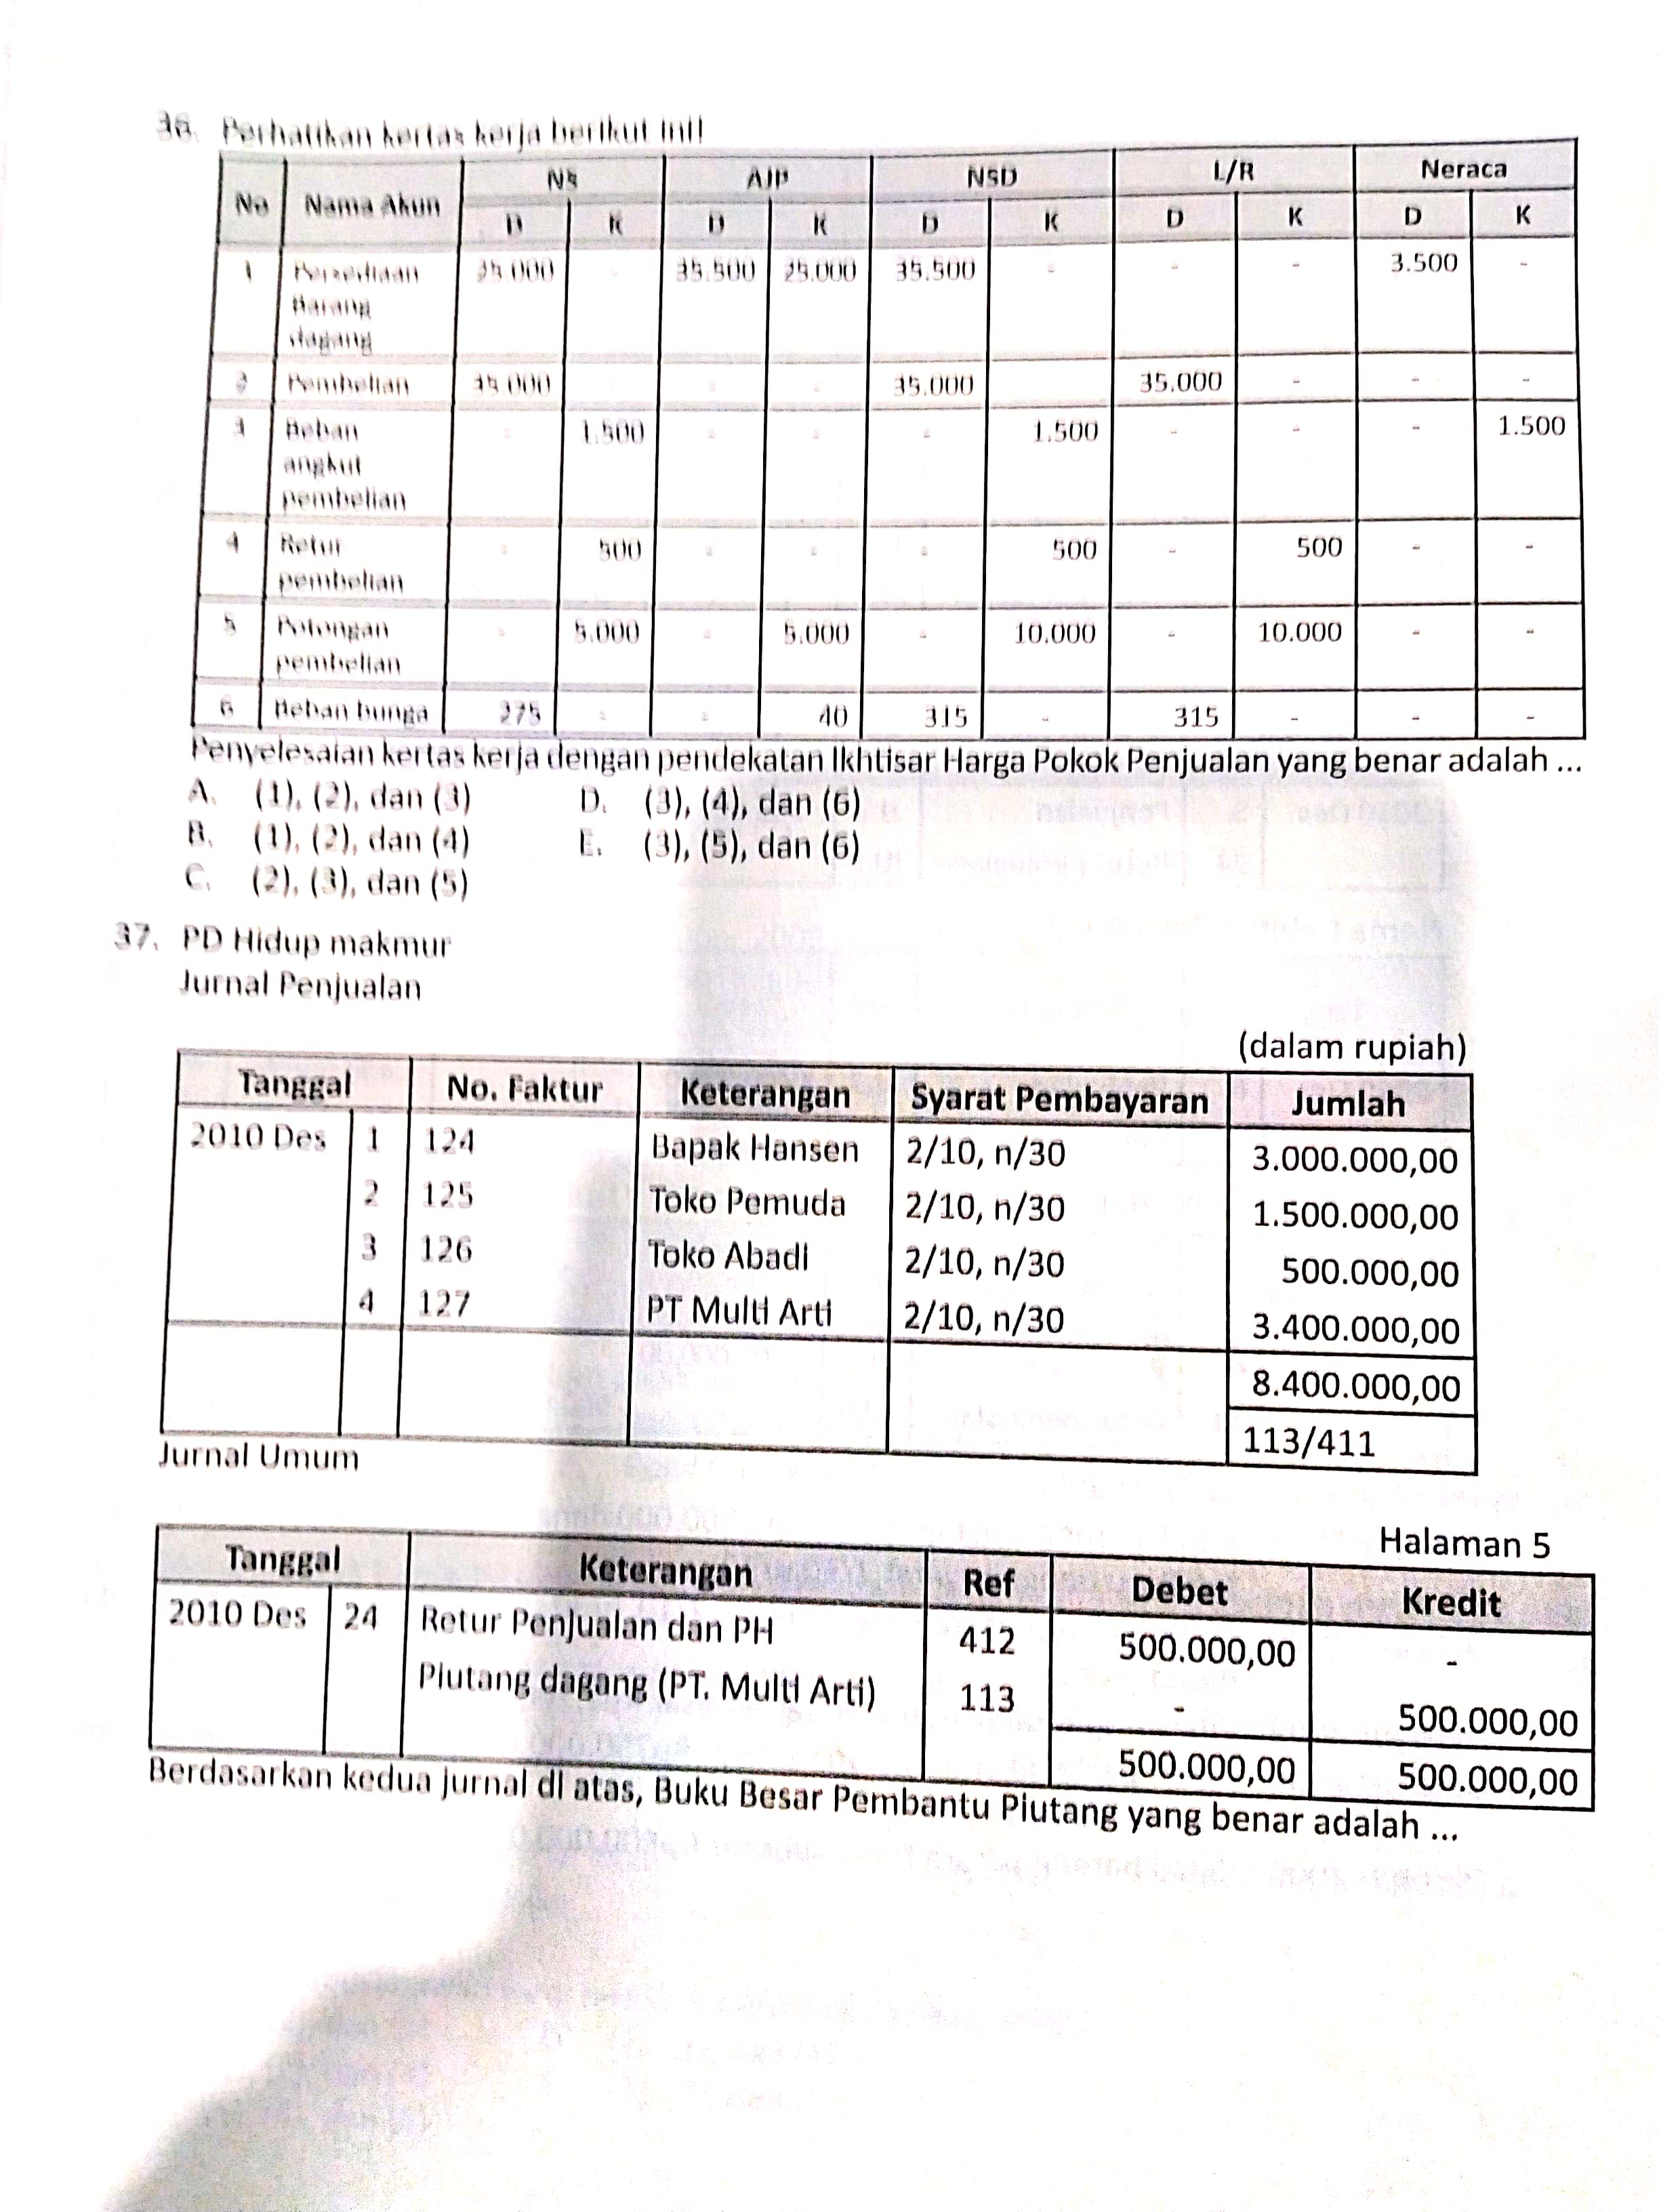 36. Perhatikan kertas kerja berikut ini!
No Nama Akun NS AJP NSD L/R Neraca
D K D K D K D K D K
1 Persediaan Barang dagang 25.000 - 35.500 25.000 35.500 - - - 3.500 -
2 Pembelian 35.000 - - 35.000 35.000 - - -
3 Beban angkut pembelian - 1.500 - - - 1.500 - - - 1.500
4 Retur pembelian - 500 - - - 500 - 500 - -
5 Potongan pembelian - 5.000 - 5.000 - 10.000 - 10.000 - -
6 Beban bunga 275 - - 40 315 - 315 - - -
Penyelesaian kertas kerja dengan pendekatan Ikhtisar Harga Pokok Penjualan yang benar adalah ...
A. (1), (2), dan (3) D. (3), (4), dan (6)
B. (1), (2), dan (4) E. (3), (5), dan (6)
C. (2), (3), dan (5)
37. PD Hidup makmur
Jurnal Penjualan
(dalam rupiah)
Tanggal No. Faktur Keterangan Syarat Pembayaran Jumlah
2010 Des 1 124 Bapak Hansen 2/10, n/30 3.000.000,00
2 125 Toko Pemuda 2/10, n/30 1.500.000,00
3 126 Toko Abadi 2/10, n/30 500.000,00
4 127 PT Multi Arti 2/10, n/30 3.400.000,00
8.400.000,00
113/411
Jurnal Umum
Halaman 5
Tanggal Keterangan Ref Debet Kredit
2010 Des 24 Retur Penjualan dan PH 412 500.000,00 -
Piutang dagang (PT. Multi Arti) 113 - 500.000,00
500.000,00 500.000,00
Berdasarkan kedua jurnal di atas, Buku Besar Pembantu Piutang yang benar adalah ...